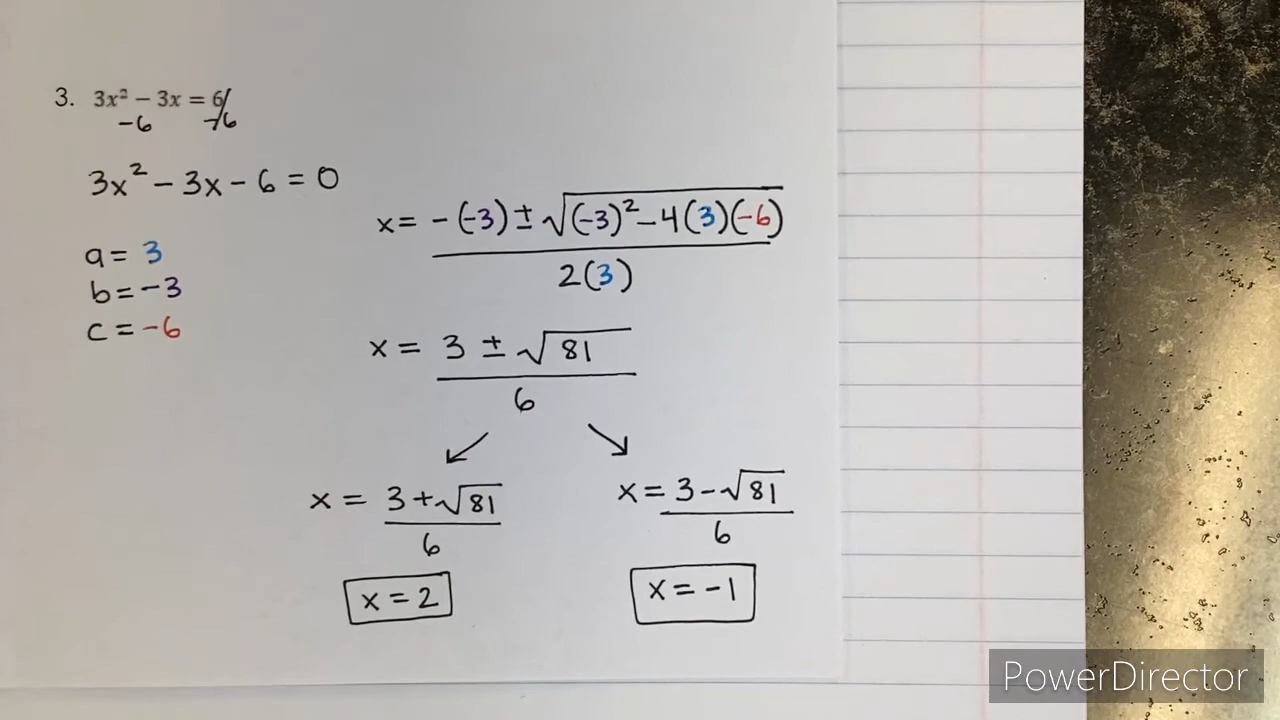 3. 3x² − 3x = 6
−6 −6
3x² − 3x − 6 = 0
a = 3
b = −3
c = −6
x = −(−3) ± √(−3)² − 4(3)(−6)
2(3)
x = 3 ± √81
6
x = 3 + √81
6
x = 2
x = 3 − √81
6
x = −1
PowerDirector